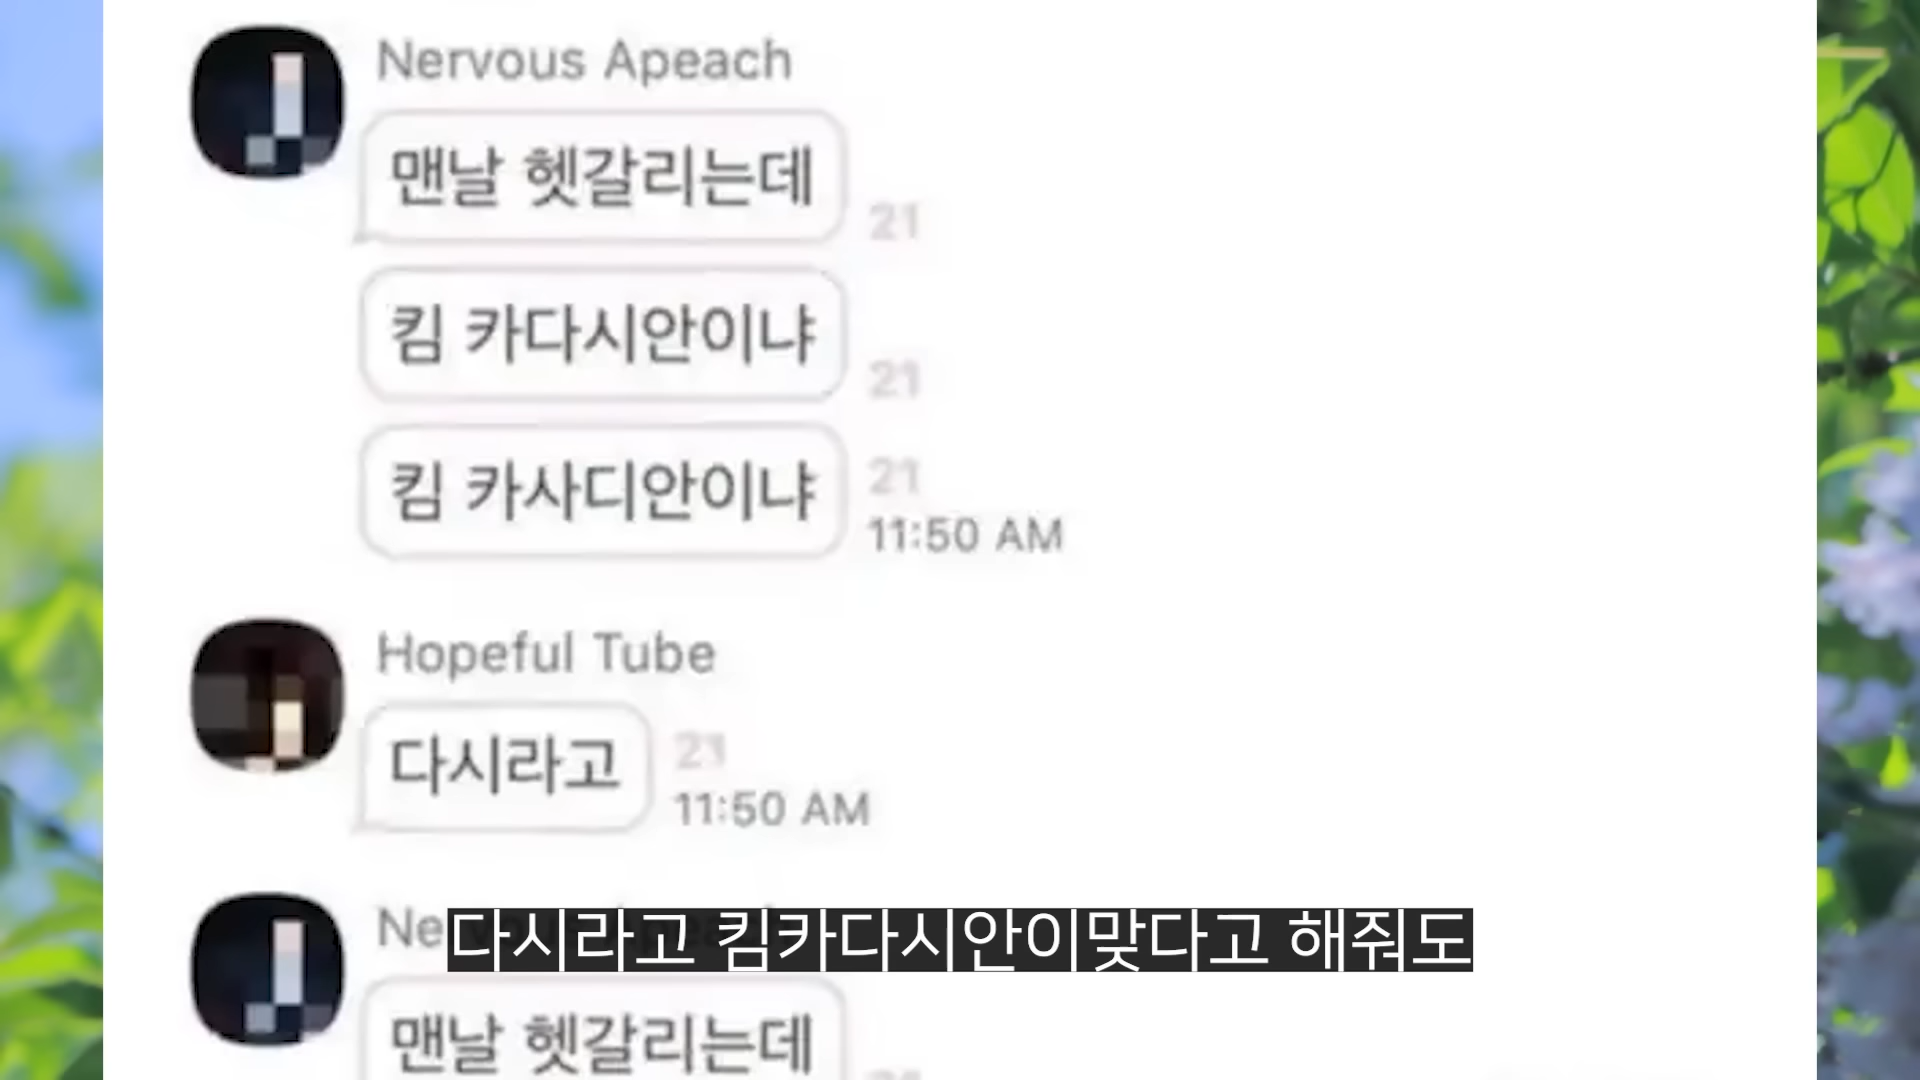 Nervous Apeach
맨날 헷갈리는데
21
킴 카다시안이냐
21
킴 카사디안이냐
21
11:50 AM
Hopeful Tube
다시라고
21
11:50 AM
다시라고 킴카다시안이맞다고 해줘도
맨날 헷갈리는데